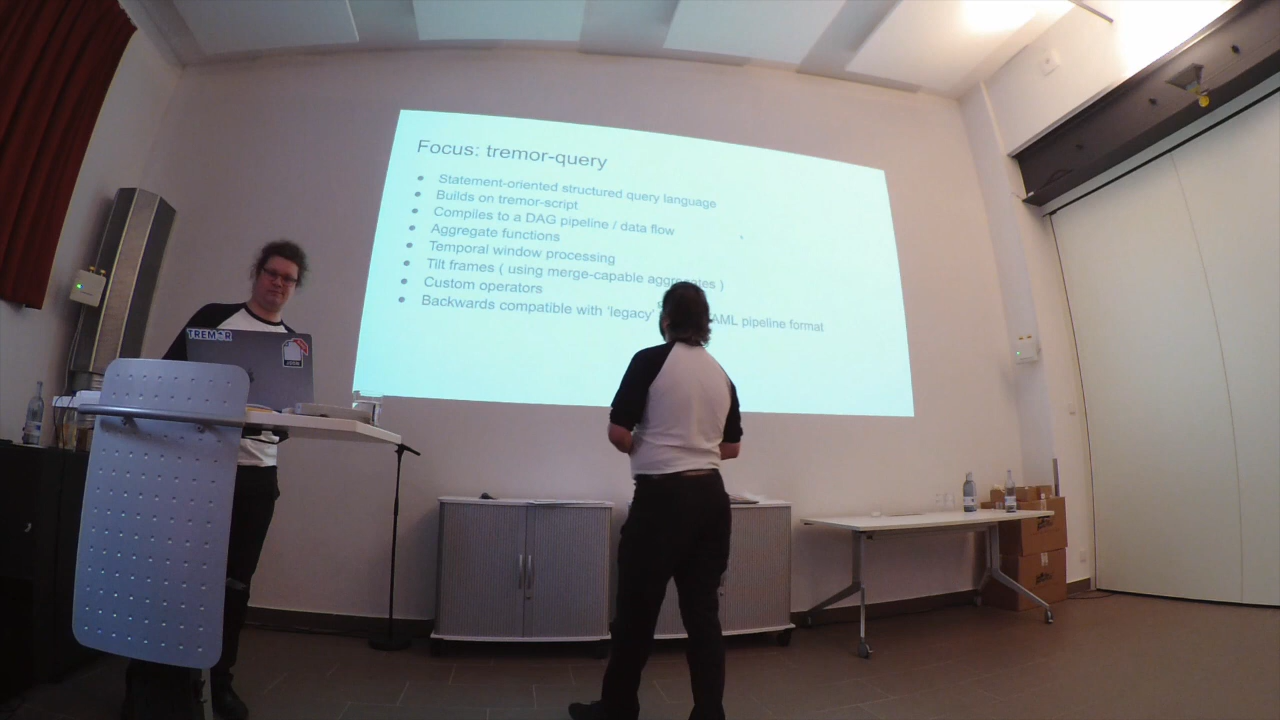 Focus: tremor-query
Statement-oriented structured query language
Builds on tremor-script
Compiles to a DAG pipeline / data flow
Aggregate functions
Temporal window processing
Tilt frames ( using merge-capable aggregates )
Custom operators
Backwards compatible with 'legacy' YAML pipeline format
TREMOR